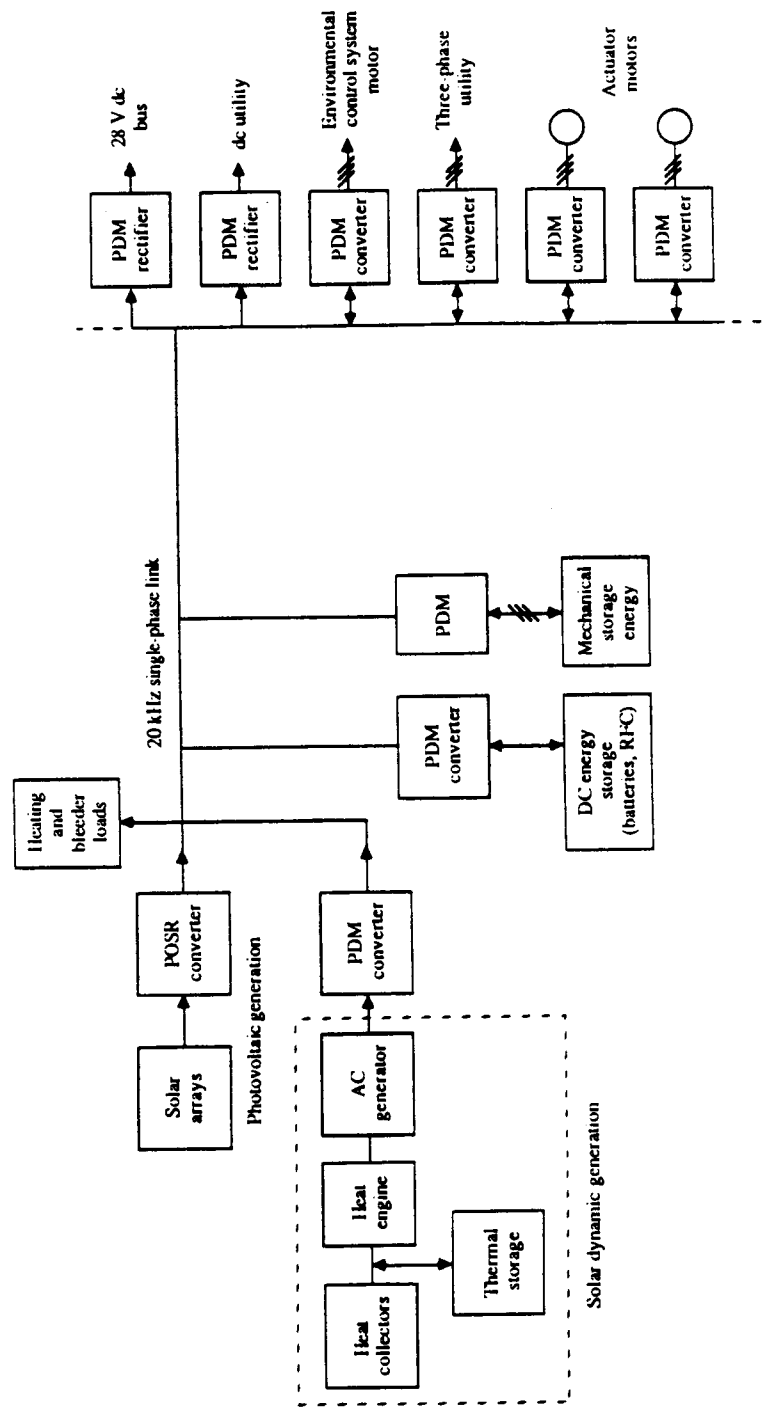 Heating
and
bleeder
loads
Solar
arrays
POSR
converter
Photovoltaic generation
20 kHz single-phase link
Heat
collectors
Heat
engine
AC
generator
PDM
converter
Thermal
storage
Solar dynamic generation
PDM
converter
DC energy
storage
(batteries, RFC)
PDM
Mechanical
storage
energy
PDM
rectifier
28 V dc
bus
PDM
rectifier
dc utility
PDM
converter
Environmental
control system
motor
PDM
converter
Three-phase
utility
PDM
converter
PDM
converter
Actuator
motors